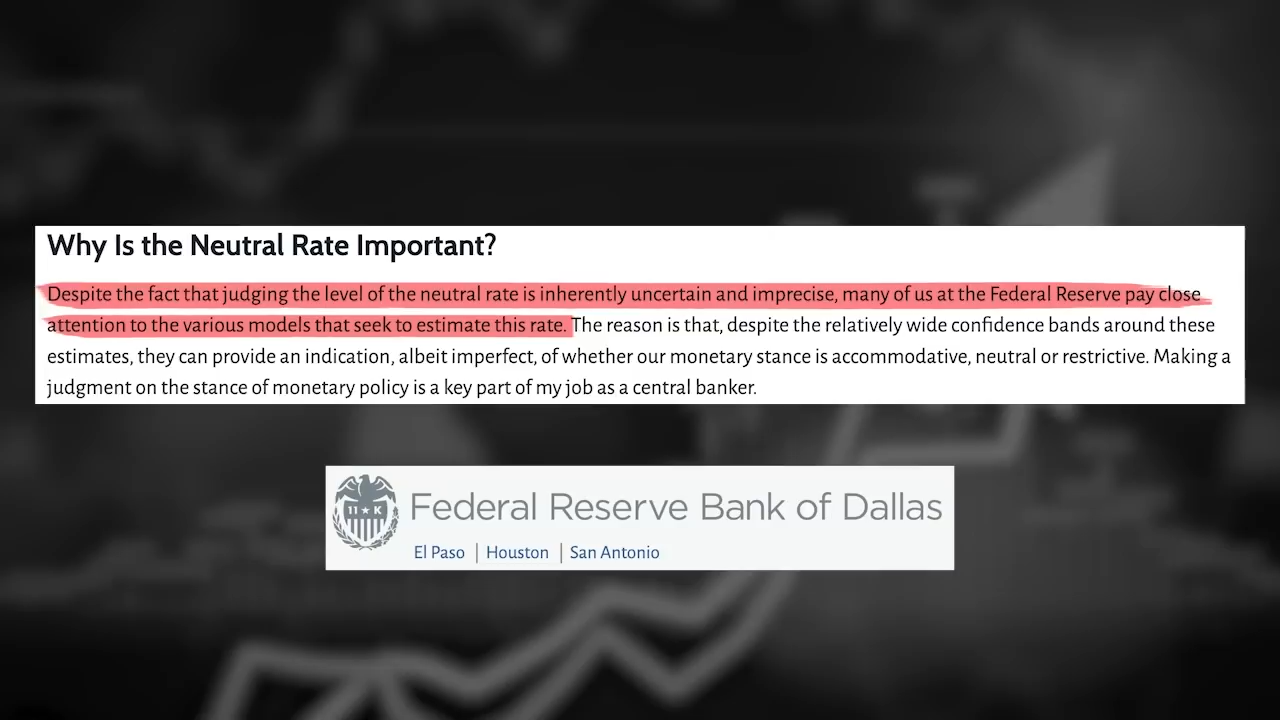 Why Is the Neutral Rate Important?
Despite the fact that judging the level of the neutral rate is inherently uncertain and imprecise, many of us at the Federal Reserve pay close
attention to the various models that seek to estimate this rate. The reason is that, despite the relatively wide confidence bands around these
estimates, they can provide an indication, albeit imperfect, of whether our monetary stance is accommodative, neutral or restrictive. Making a
judgment on the stance of monetary policy is a key part of my job as a central banker.
11 ★ K
Federal Reserve Bank of Dallas
El Paso | Houston | San Antonio